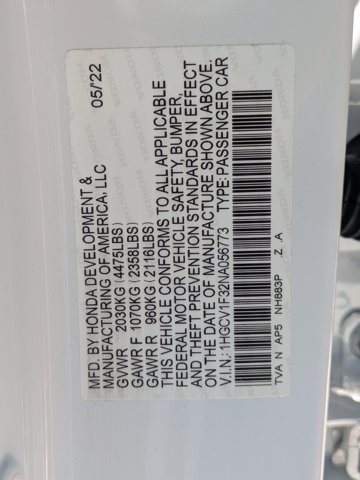 MFD. BY HONDA DEVELOPMENT & 05/22
MANUFACTURING OF AMERICA, LLC
GVWR 2030KG (4475LBS)
GAWR F 1070KG (2358LBS)
GAWR R 960KG (2116LBS)
THIS VEHICLE CONFORMS TO ALL APPLICABLE
FEDERAL MOTOR VEHICLE SAFETY, BUMPER,
AND THEFT PREVENTION STANDARDS IN EFFECT
ON THE DATE OF MANUFACTURE SHOWN ABOVE.
V.I.N.: 1HGCV1F32NA056773 TYPE: PASSENGER CAR
TVA N AP5 NH883P Z A